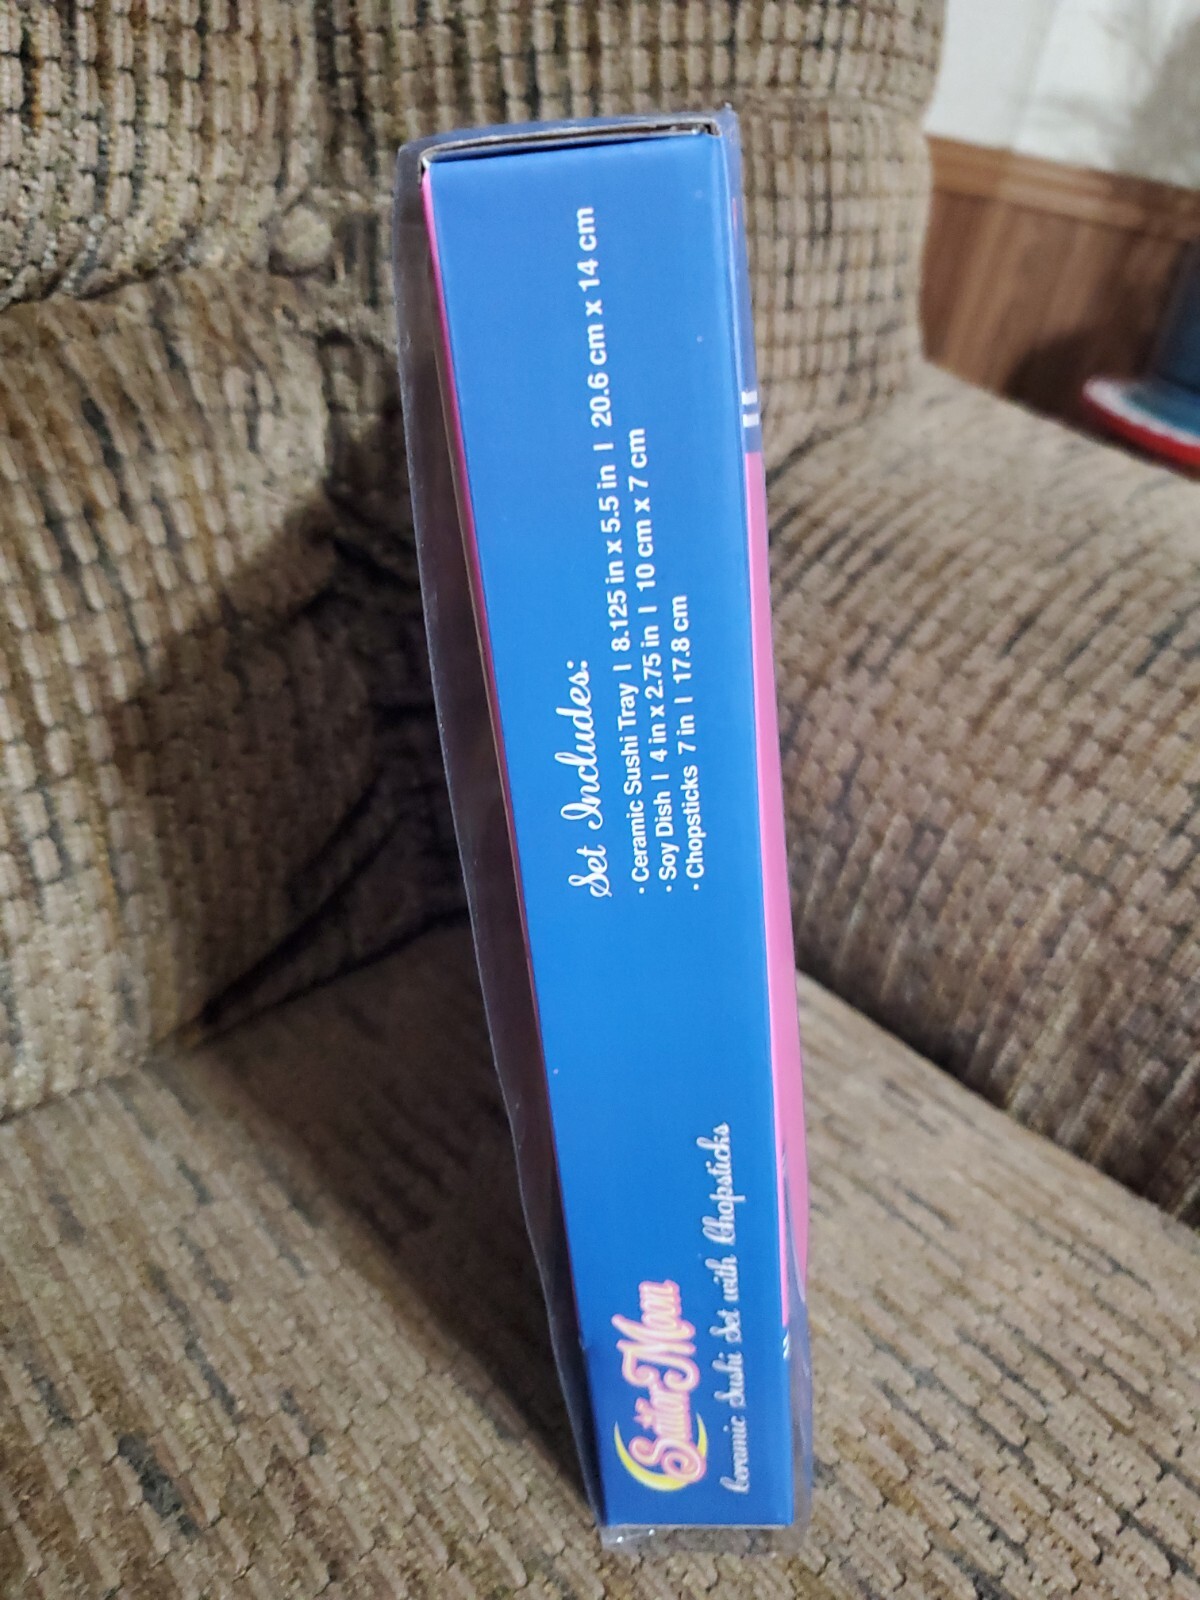 Sailor Moon
Ceramic Sushi Set with Chopsticks
Set Includes:
· Ceramic Sushi Tray | 8.125 in x 5.5 in | 20.6 cm x 14 cm
· Soy Dish | 4 in x 2.75 in | 10 cm x 7 cm
· Chopsticks 7 in | 17.8 cm